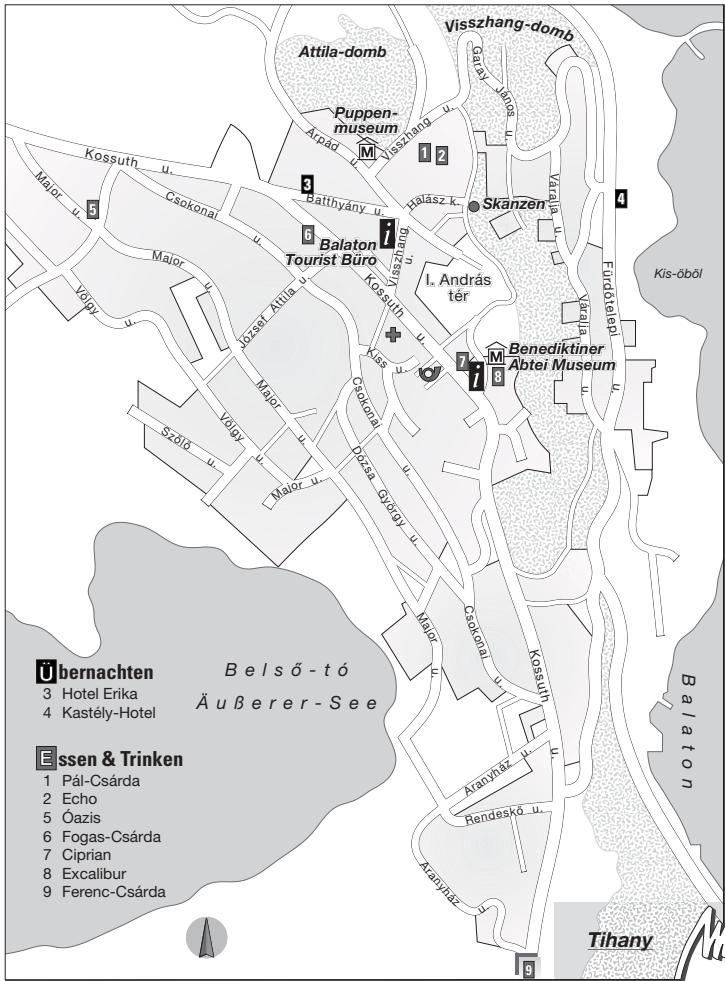 Visszhang-domb
Attila-domb
Balaton
Garay
János
u.
Puppen-
museum
M
Árpád u.
Visszhang u.
1 2
Kossuth u.
3
Batthyány u.
Halász k.
Skanzen
Váralja
u.
4
Major u.
5
Csokonai
u.
6
Balaton
Tourist Büro
i
Visszhang
u.
Major
u.
I. András
tér
Kis-öböl
Fürdőtelepi
u.
Völgy
u.
József Attila u.
Kossuth
u.
Váralja
u.
7
M
Benediktiner
Abtei Museum
i
8
Kiss u.
Major
u.
Csokonai
u.
Völgy
u.
Szőlő u.
Dózsa
György
u.
Major u.
Major
u.
Csokonai
u.
Kossuth
u.
Belső-tó
Äußerer-See
Balaton
Übernachten
3 Hotel Erika
4 Kastély-Hotel
Essen & Trinken
1 Pál-Csárda
2 Echo
5 Óazis
6 Fogas-Csárda
7 Ciprian
8 Excalibur
9 Ferenc-Csárda
Aranyház u.
Rendeskő u.
Aranyház
u.
9
Tihany